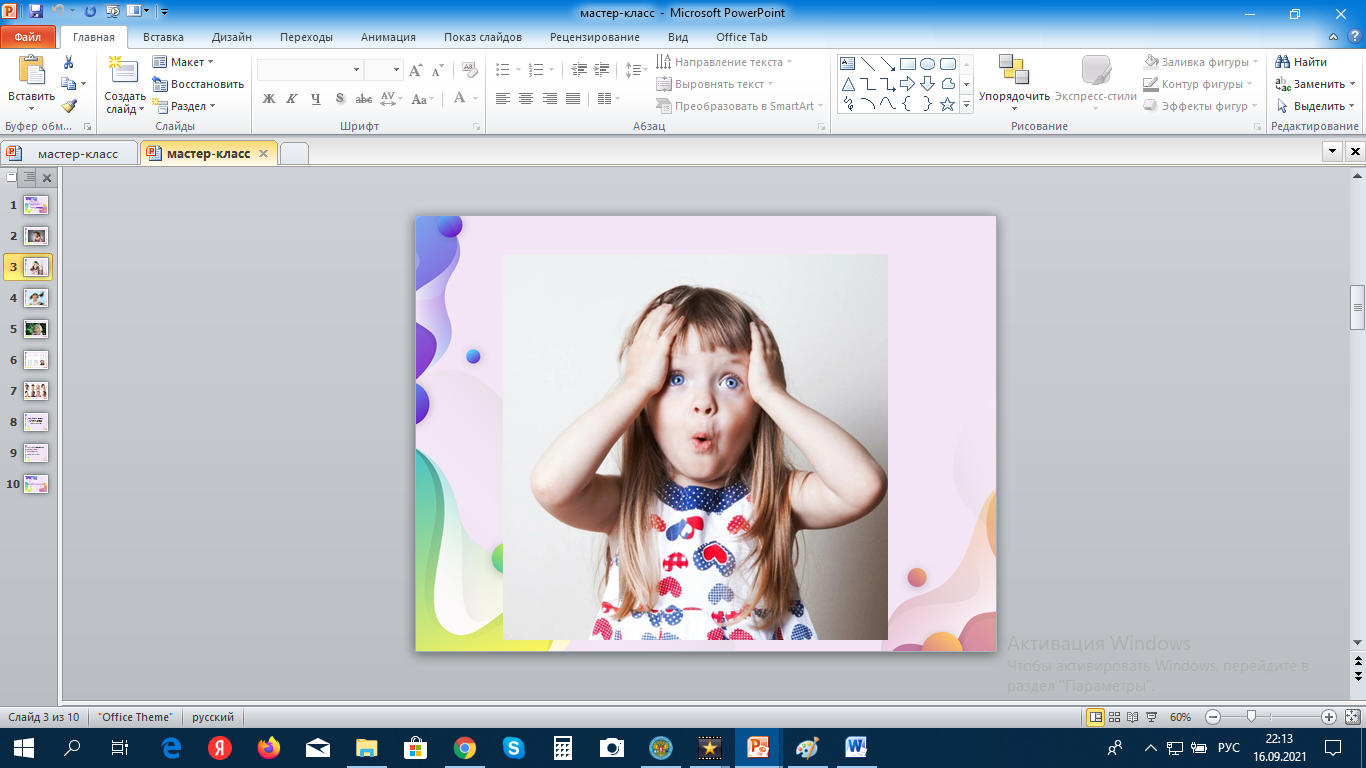 мастер-класс - Microsoft PowerPoint
Файл Главная Вставка Дизайн Переходы Анимация Показ слайдов Рецензирование Вид Office Tab
Вставить
Буфер обм...
Создать слайд
Макет
Восстановить
Раздел
Слайды
Ж К Ч S abc AV Aa A
Шрифт
Направление текста
Выровнять текст
Преобразовать в SmartArt
Абзац
Упорядочить
Экспресс-стили
Заливка фигуры
Контур фигуры
Эффекты фигур
Рисование
Найти
Заменить
Выделить
Редактирование
мастер-класс
мастер-класс
1
2
3
4
5
6
7
8
9
10
Активация Windows
Чтобы активировать Windows, перейдите в
раздел "Параметры".
Слайд 3 из 10 "Office Theme" русский 60%
РУС
22:13
16.09.2021